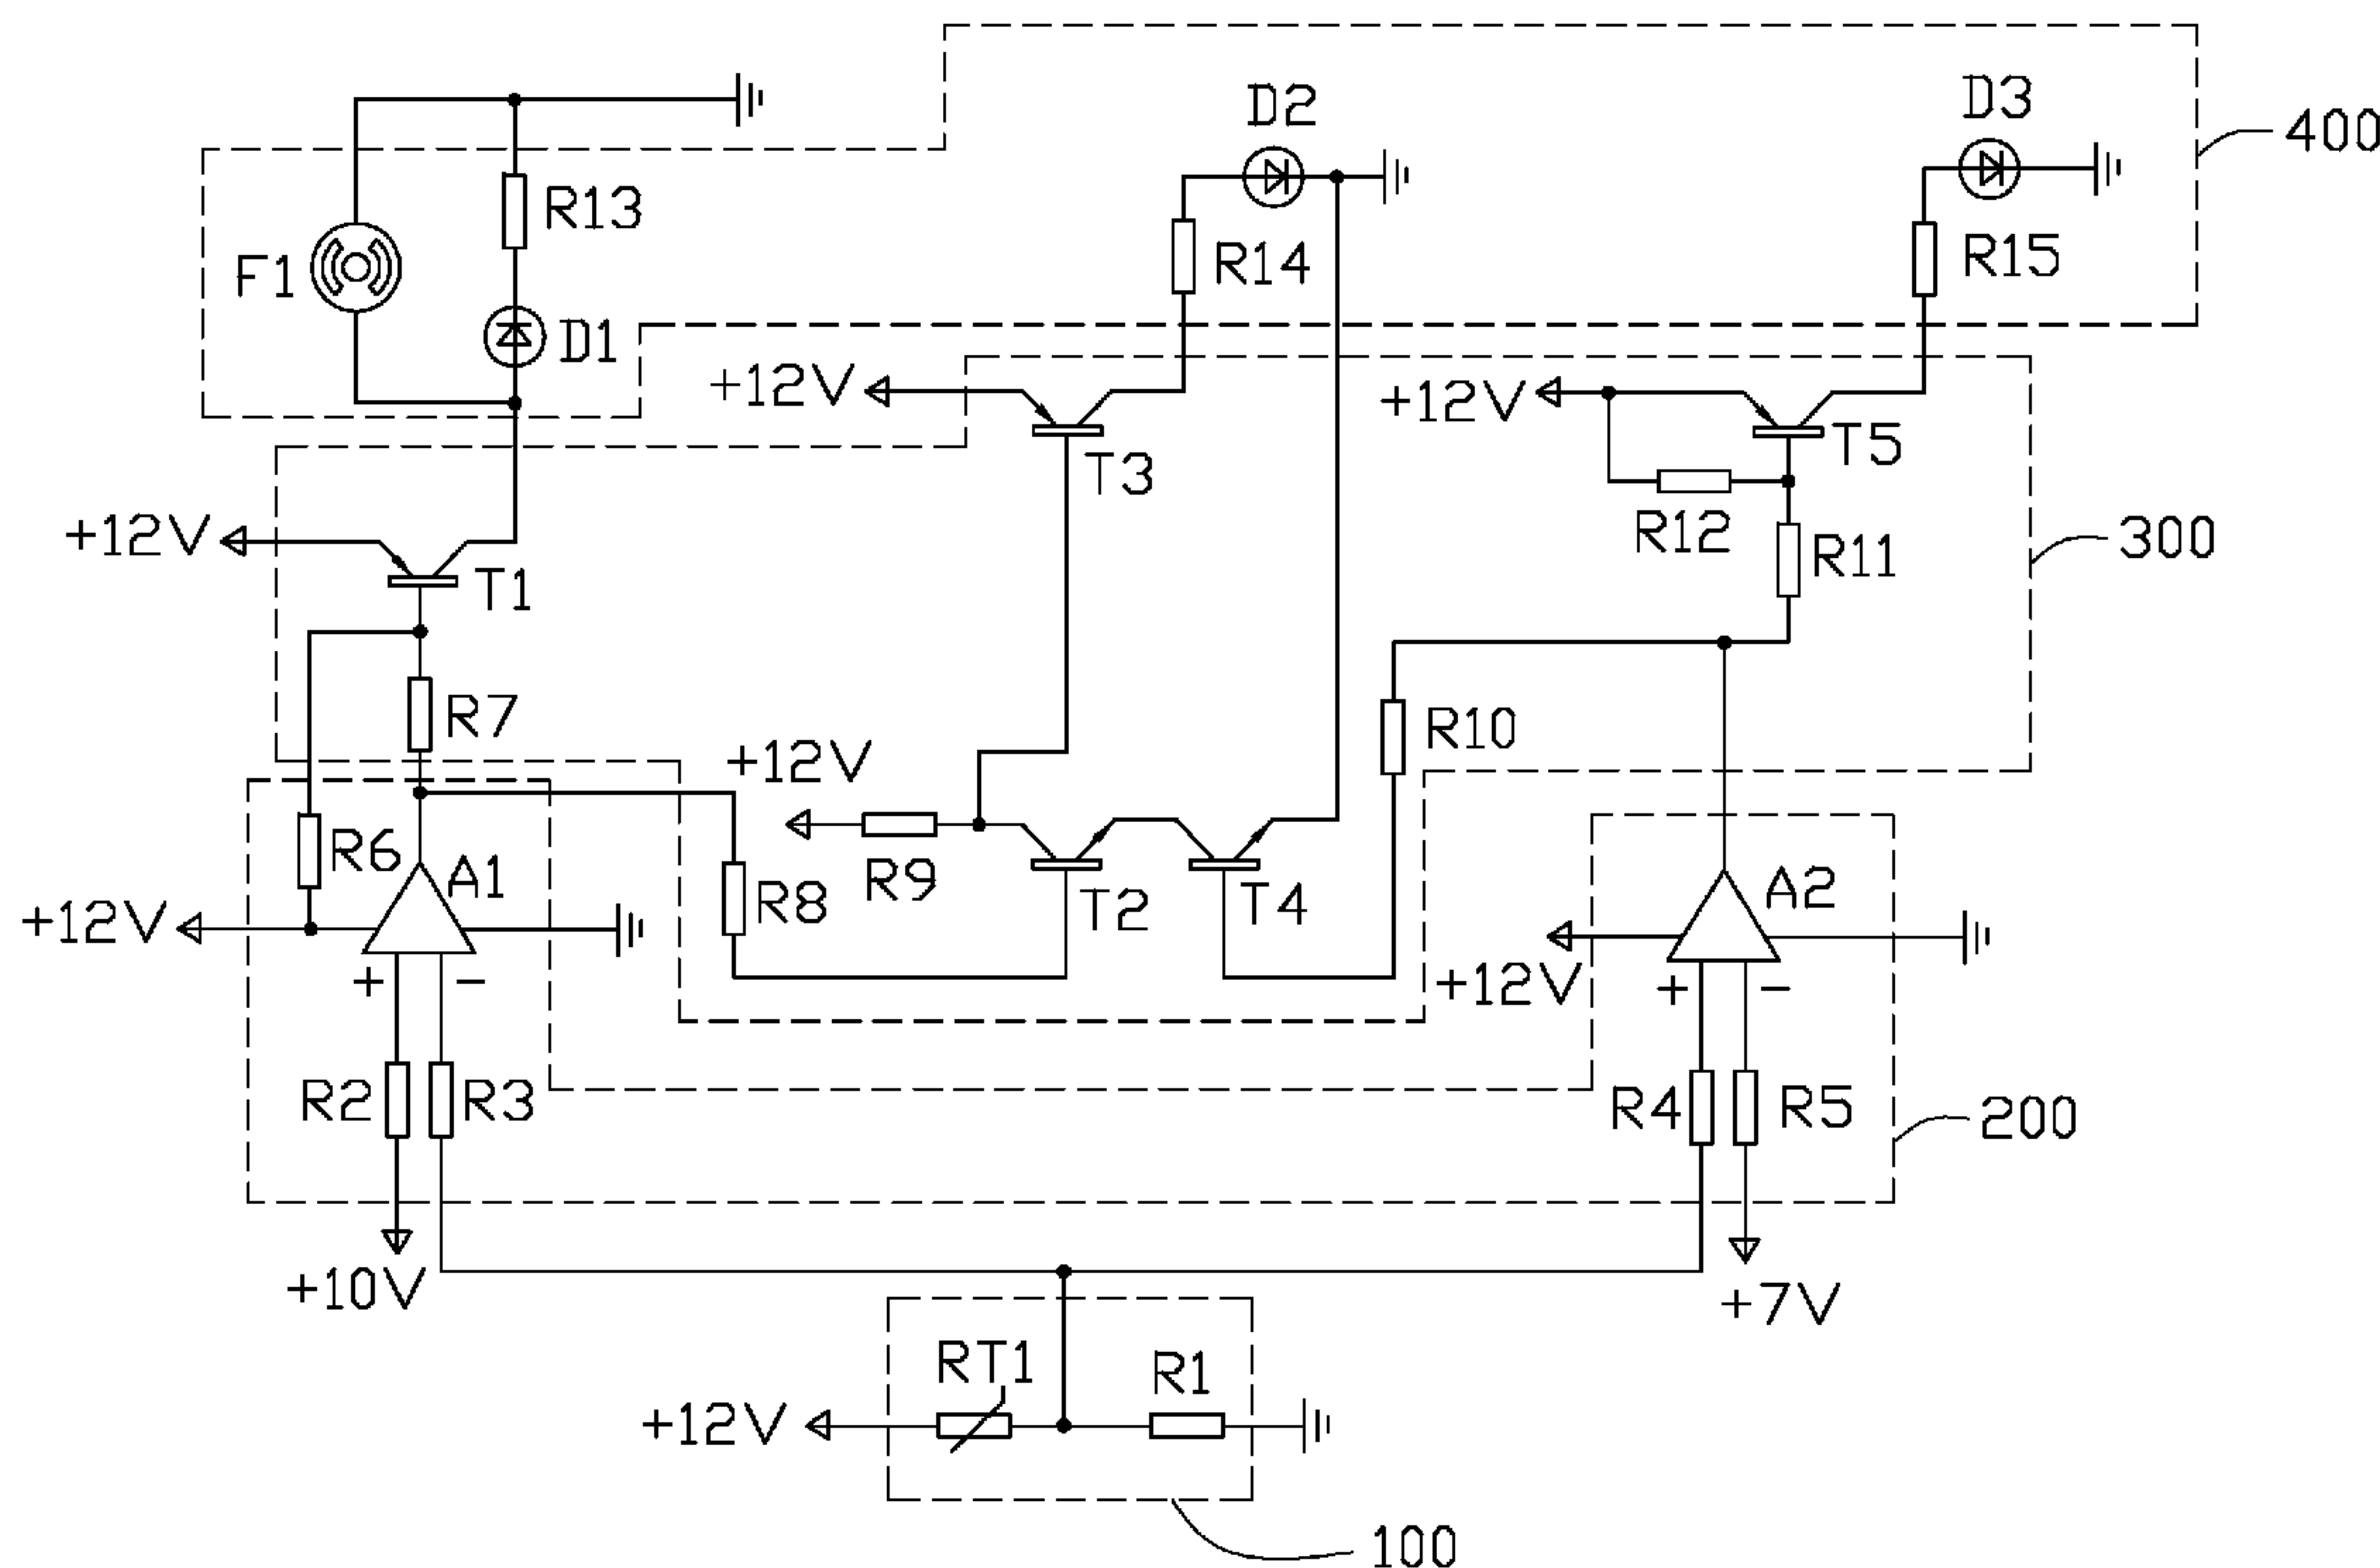 D2
D3
400
R13
R14
R15
F1
D1
+12V
+12V
T3
T5
+12V
R12
R11
300
T1
R7
R10
+12V
R6
A1
R8
R9
T2
T4
A2
+12V
+12V
+ −
+ −
R2
R3
R4
R5
200
+10V
+7V
RT1
R1
+12V
100